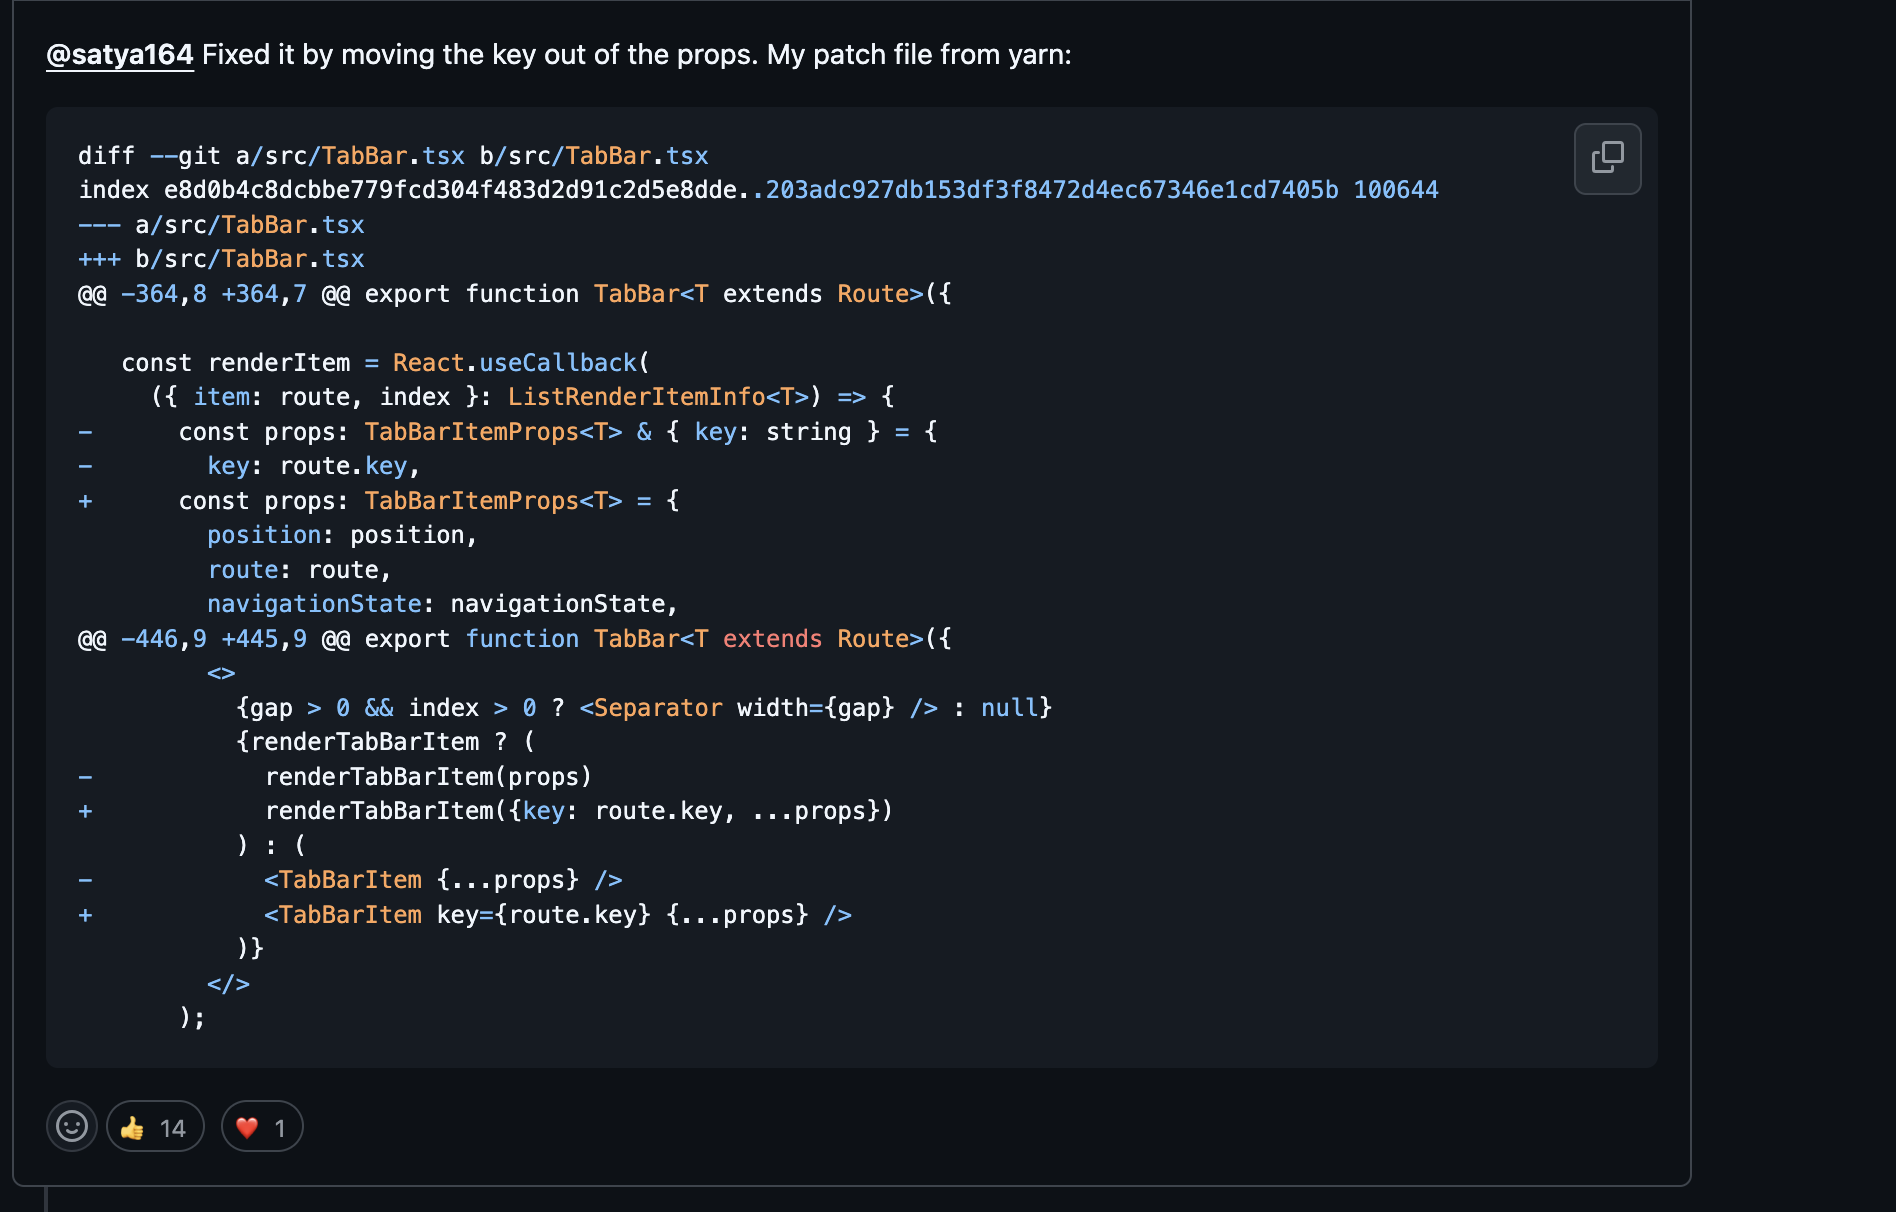 @satya164 Fixed it by moving the key out of the props. My patch file from yarn:
diff --git a/src/TabBar.tsx b/src/TabBar.tsx
index e8d0b4c8dcbbe779fcd304f483d2d91c2d5e8dde..203adc927db153df3f8472d4ec67346e1cd7405b 100644
--- a/src/TabBar.tsx
+++ b/src/TabBar.tsx
@@ -364,8 +364,7 @@ export function TabBar<T extends Route>({
   const renderItem = React.useCallback(
     ({ item: route, index }: ListRenderItemInfo<T>) => {
-      const props: TabBarItemProps<T> & { key: string } = {
-        key: route.key,
+      const props: TabBarItemProps<T> = {
         position: position,
         route: route,
         navigationState: navigationState,
@@ -446,9 +445,9 @@ export function TabBar<T extends Route>({
         <>
           {gap > 0 && index > 0 ? <Separator width={gap} /> : null}
           {renderTabBarItem ? (
-            renderTabBarItem(props)
+            renderTabBarItem({key: route.key, ...props})
           ) : (
-            <TabBarItem {...props} />
+            <TabBarItem key={route.key} {...props} />
           )}
         </>
       );
👍 14 ❤️ 1